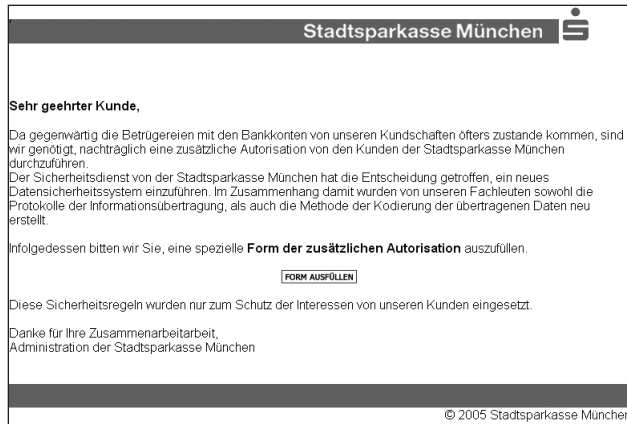 Stadtsparkasse München
Sehr geehrter Kunde,
Da gegenwärtig die Betrügereien mit den Bankkonten von unseren Kundschaften öfters zustande kommen, sind
wir genötigt, nachträglich eine zusätzliche Autorisation von den Kunden der Stadtsparkasse München
durchzuführen.
Der Sicherheitsdienst von der Stadtsparkasse München hat die Entscheidung getroffen, ein neues
Datensicherheitssystem einzuführen. Im Zusammenhang damit wurden von unseren Fachleuten sowohl die
Protokolle der Informationsübertragung, als auch die Methode der Kodierung der übertragenen Daten neu
erstellt.
Infolgedessen bitten wir Sie, eine spezielle Form der zusätzlichen Autorisation auszufüllen.
FORM AUSFÜLLEN
Diese Sicherheitsregeln wurden nur zum Schutz der Interessen von unseren Kunden eingesetzt.
Danke für Ihre Zusammenarbeitarbeit,
Administration der Stadtsparkasse München
© 2005 Stadtsparkasse München